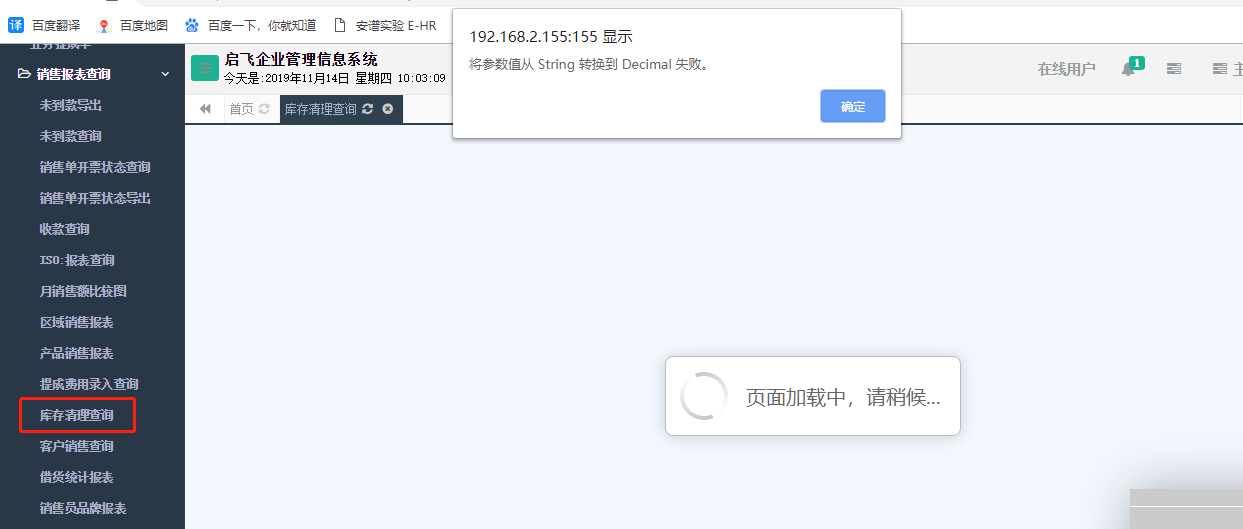 译 百度翻译 百度地图 百度一下，你就知道 安谱实验 E-HR
192.168.2.155:155 显示
将参数值从 String 转换到 Decimal 失败。
确定
业务提成率
销售报表查询
未到款导出
未到款查询
销售单开票状态查询
销售单开票状态导出
收款查询
ISO:报表查询
月销售额比较图
区域销售报表
产品销售报表
提成费用录入查询
库存清理查询
客户销售查询
借货统计报表
销售员品牌报表
启飞企业管理信息系统
今天是:2019年11月14日 星期四 10:03:09
在线用户 1 主
首页 库存清理查询
页面加载中，请稍候...